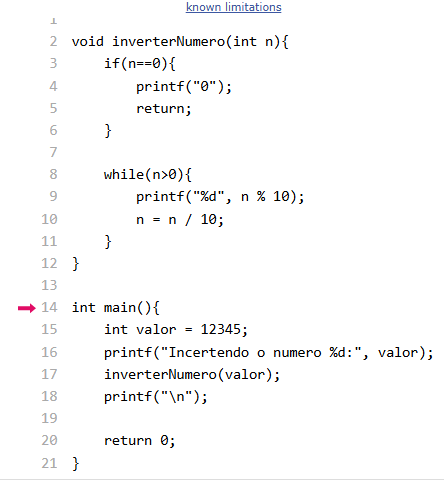 known limitations
1
2 void inverterNumero(int n){
3     if(n==0){
4         printf("0");
5         return;
6     }
7
8     while(n>0){
9         printf("%d", n % 10);
10         n = n / 10;
11     }
12 }
13
14 int main(){
15     int valor = 12345;
16     printf("Incertendo o numero %d:", valor);
17     inverterNumero(valor);
18     printf("\n");
19
20     return 0;
21 }